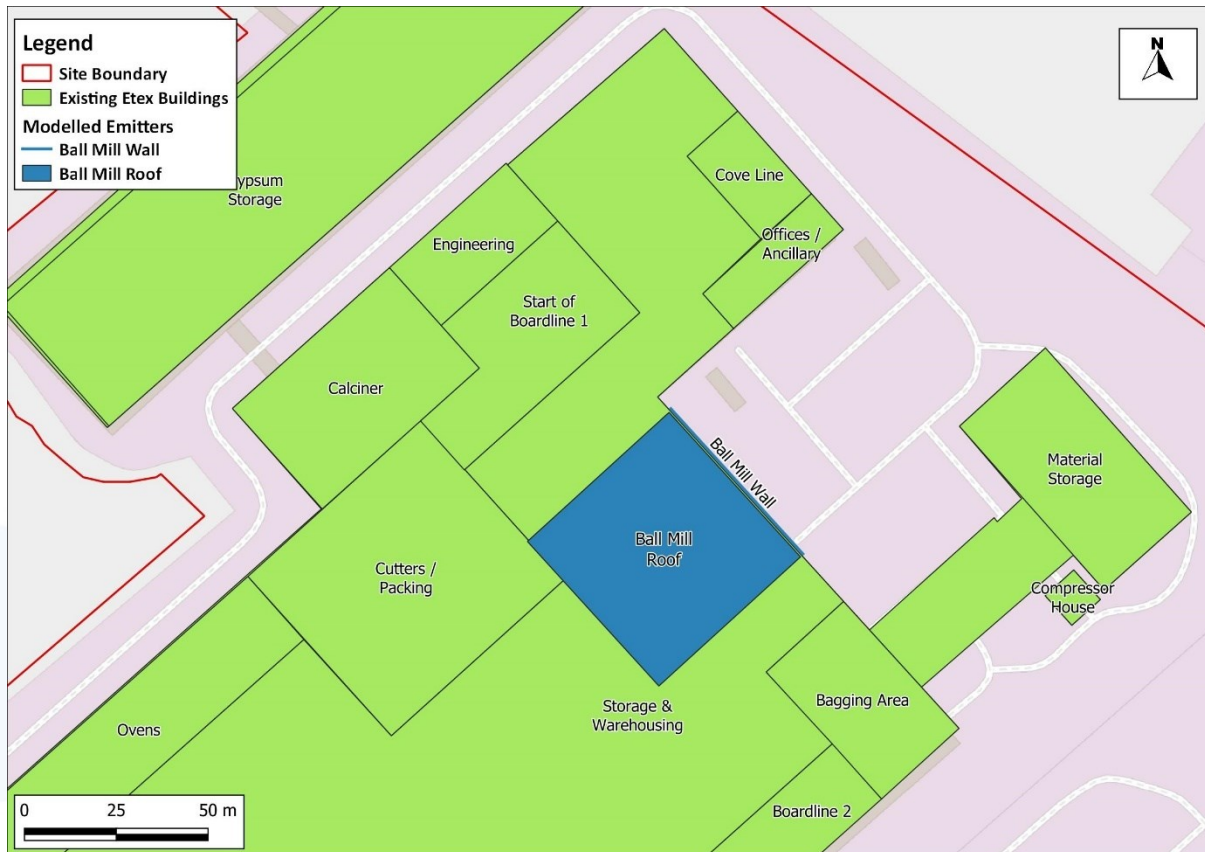 Legend
Site Boundary
Existing Etex Buildings
Modelled Emitters
Ball Mill Wall
Ball Mill Roof
N
ypsum
Storage
Cove Line
Offices /
Ancillary
Engineering
Start of
Boardline 1
Calciner
Ball Mill Wall
Material
Storage
Ball Mill
Roof
Cutters /
Packing
Compressor
House
Storage &
Warehousing
Bagging Area
Ovens
Boardline 2
0 25 50 m